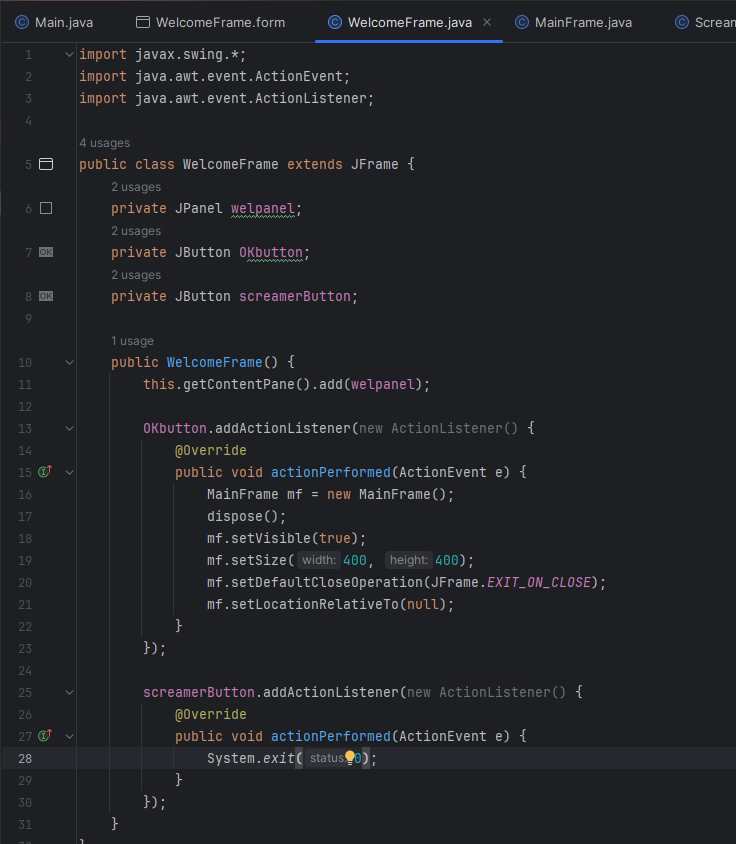 Main.java WelcomeFrame.form WelcomeFrame.java MainFrame.java Scream
1 import javax.swing.*;
2 import java.awt.event.ActionEvent;
3 import java.awt.event.ActionListener;
4
4 usages
5 public class WelcomeFrame extends JFrame {
2 usages
6 private JPanel welpanel;
2 usages
7 OK private JButton OKbutton;
2 usages
8 OK private JButton screamerButton;
9
1 usage
10 public WelcomeFrame() {
11 this.getContentPane().add(welpanel);
12
13 OKbutton.addActionListener(new ActionListener() {
14 @Override
15 public void actionPerformed(ActionEvent e) {
16 MainFrame mf = new MainFrame();
17 dispose();
18 mf.setVisible(true);
19 mf.setSize( width: 400, height: 400);
20 mf.setDefaultCloseOperation(JFrame.EXIT_ON_CLOSE);
21 mf.setLocationRelativeTo(null);
22 }
23 });
24
25 screamerButton.addActionListener(new ActionListener() {
26 @Override
27 public void actionPerformed(ActionEvent e) {
28 System.exit( status 0);
29 }
30 });
31 }